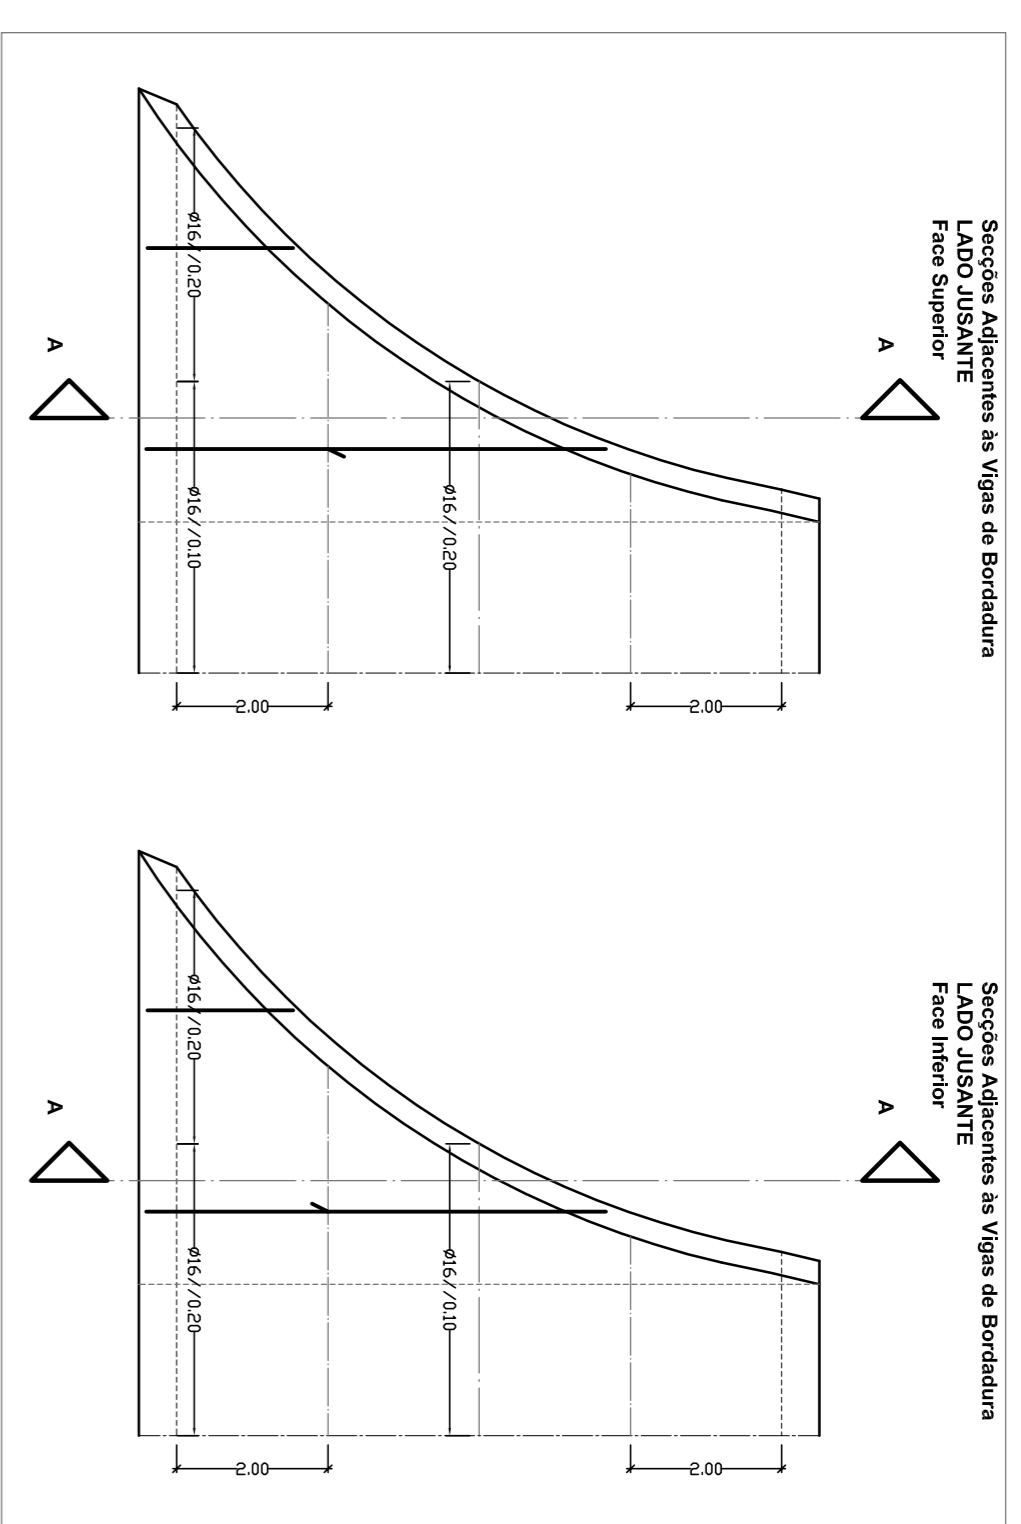 Secções Adjacentes às Vigas de Bordadura
LADO JUSANTE
Face Superior
A
A
Ø16//0.20
Ø16//0.10
Ø16//0.20
2.00
2.00
Secções Adjacentes às Vigas de Bordadura
LADO JUSANTE
Face Inferior
A
A
Ø16//0.20
Ø16//0.20
Ø16//0.10
2.00
2.00